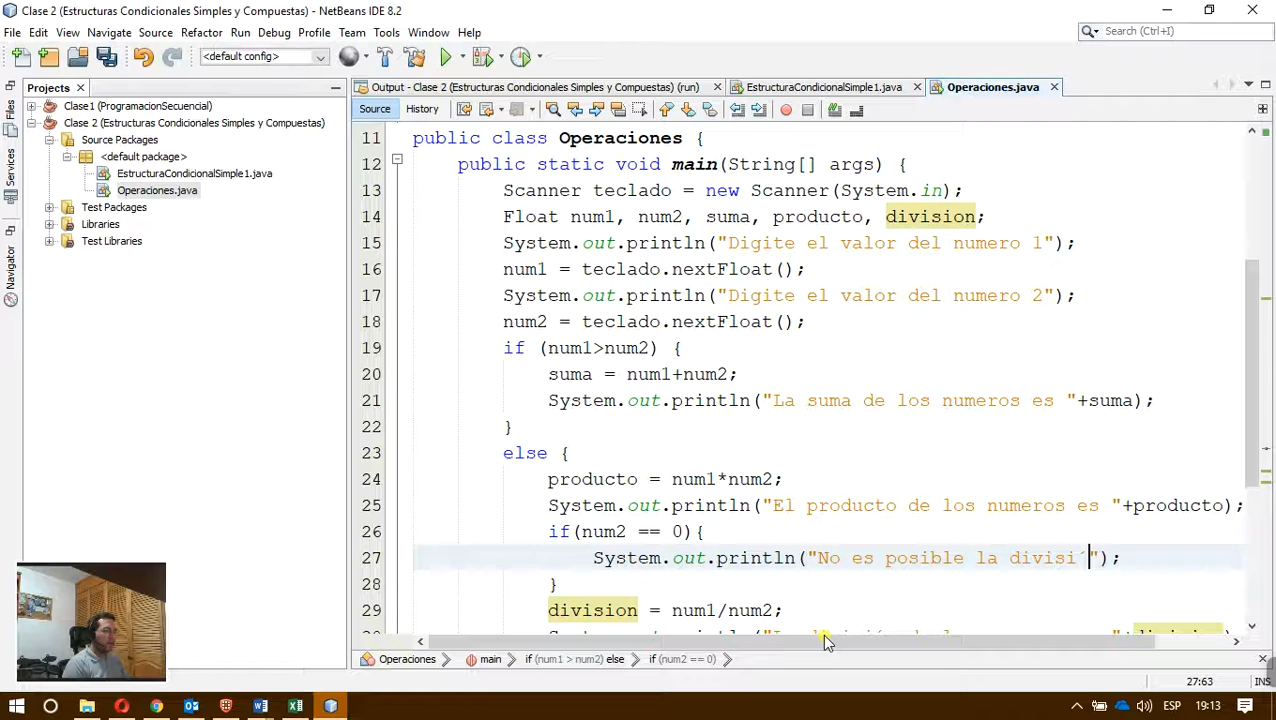 Clase 2 (Estructuras Condicionales Simples y Compuestas) - NetBeans IDE 8.2
File Edit View Navigate Source Refactor Run Debug Profile Team Tools Window Help
Search (Ctrl+I)
<default config>
Projects
Output - Clase 2 (Estructuras Condicionales Simples y Compuestas) (run)
EstructuraCondicionalSimple1.java
Operaciones.java
Files
Services
Navigator
Clase1 (ProgramacionSecuencial)
Clase 2 (Estructuras Condicionales Simples y Compuestas)
Source Packages
<default package>
EstructuraCondicionalSimple1.java
Operaciones.java
Test Packages
Libraries
Test Libraries
Source History
11 public class Operaciones {
12 public static void main(String[] args) {
13 Scanner teclado = new Scanner(System.in);
14 Float num1, num2, suma, producto, division;
15 System.out.println("Digite el valor del numero 1");
16 num1 = teclado.nextFloat();
17 System.out.println("Digite el valor del numero 2");
18 num2 = teclado.nextFloat();
19 if (num1>num2) {
20 suma = num1+num2;
21 System.out.println("La suma de los numeros es "+suma);
22 }
23 else {
24 producto = num1*num2;
25 System.out.println("El producto de los numeros es "+producto);
26 if(num2 == 0){
27 System.out.println("No es posible la divisi´");
28 }
29 division = num1/num2;
Operaciones main if (num1 > num2) else if (num2 == 0)
27:63 INS
ESP 19:13